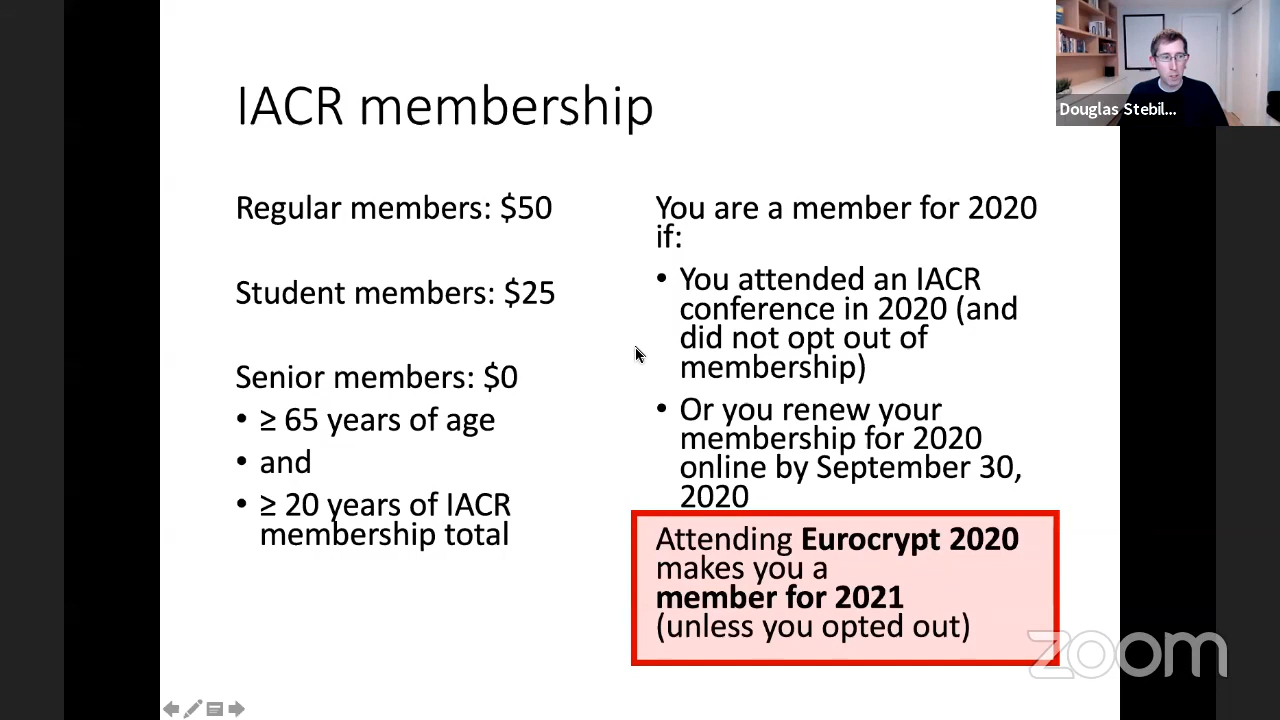 IACR membership
Regular members: $50
Student members: $25
Senior members: $0
• ≥ 65 years of age
• and
• ≥ 20 years of IACR
membership total
You are a member for 2020
if:
• You attended an IACR
conference in 2020 (and
did not opt out of
membership)
• Or you renew your
membership for 2020
online by September 30,
2020
Attending Eurocrypt 2020
makes you a
member for 2021
(unless you opted out)
Douglas Stebil...
zoom